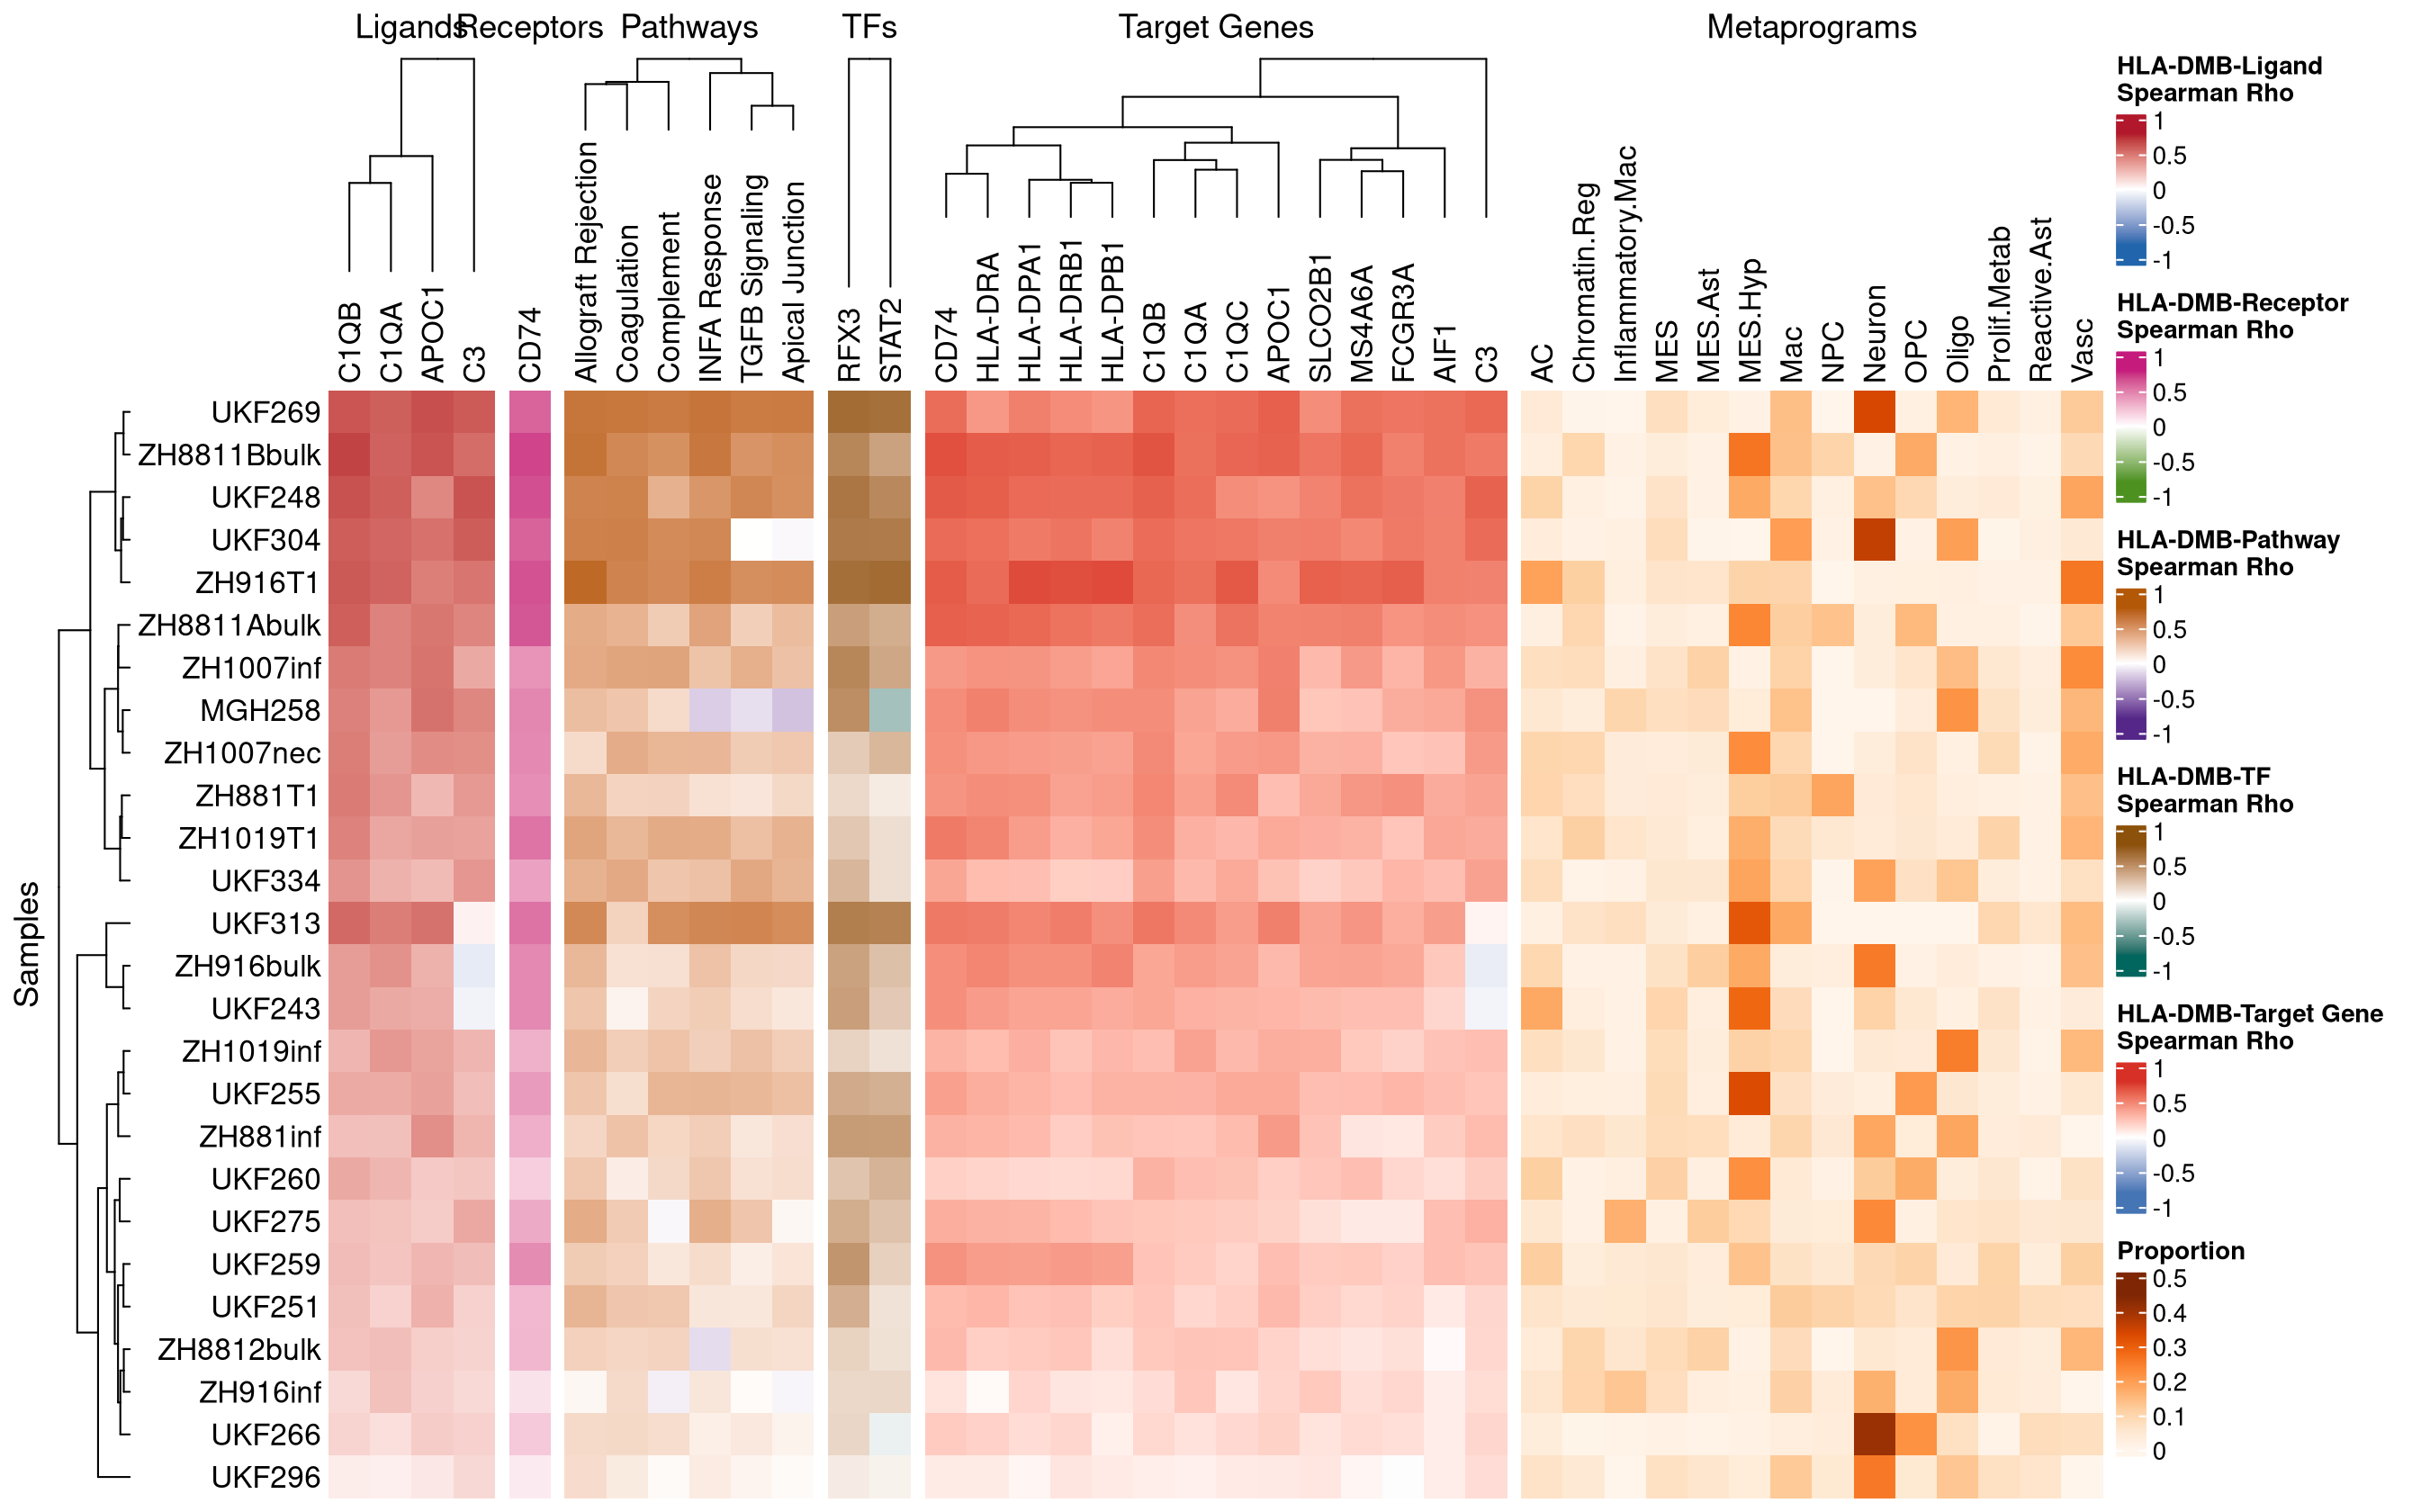 Ligands Receptors Pathways TFs Target Genes Metaprograms
C1QB C1QA APOC1 C3 CD74 Allograft Rejection Coagulation Complement INFA Response TGFB Signaling Apical Junction RFX3 STAT2 CD74 HLA-DRA HLA-DPA1 HLA-DRB1 HLA-DPB1 C1QB C1QA C1QC APOC1 SLCO2B1 MS4A6A FCGR3A AIF1 C3 AC Chromatin.Reg Inflammatory.Mac MES MES.Ast MES.Hyp Mac NPC Neuron OPC Oligo Prolif.Metab Reactive.Ast Vasc
Samples
UKF269
ZH8811Bbulk
UKF248
UKF304
ZH916T1
ZH8811Abulk
ZH1007inf
MGH258
ZH1007nec
ZH881T1
ZH1019T1
UKF334
UKF313
ZH916bulk
UKF243
ZH1019inf
UKF255
ZH881inf
UKF260
UKF275
UKF259
UKF251
ZH8812bulk
ZH916inf
UKF266
UKF296
HLA-DMB-Ligand
Spearman Rho
1
0.5
0
-0.5
-1
HLA-DMB-Receptor
Spearman Rho
1
0.5
0
-0.5
-1
HLA-DMB-Pathway
Spearman Rho
1
0.5
0
-0.5
-1
HLA-DMB-TF
Spearman Rho
1
0.5
0
-0.5
-1
HLA-DMB-Target Gene
Spearman Rho
1
0.5
0
-0.5
-1
Proportion
0.5
0.4
0.3
0.2
0.1
0